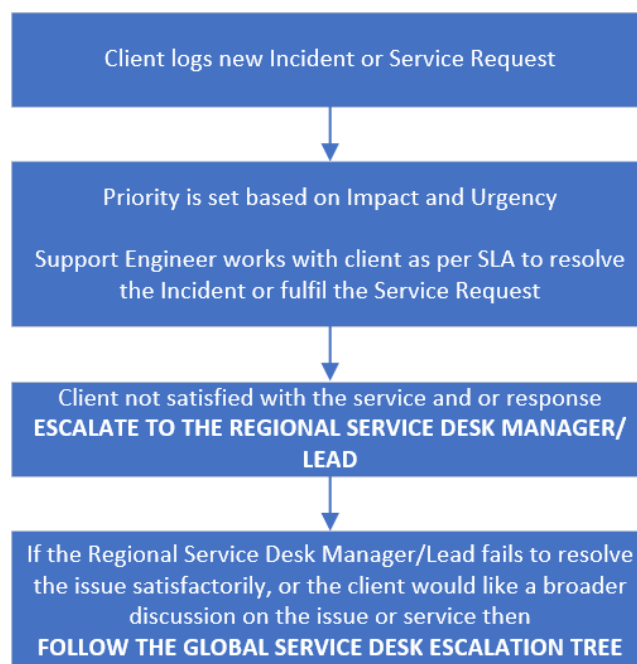 Client logs new Incident or Service Request
Priority is set based on Impact and Urgency
Support Engineer works with client as per SLA to resolve
the Incident or fulfil the Service Request
Client not satisfied with the service and or response
ESCALATE TO THE REGIONAL SERVICE DESK MANAGER/
LEAD
If the Regional Service Desk Manager/Lead fails to resolve
the issue satisfactorily, or the client would like a broader
discussion on the issue or service then
FOLLOW THE GLOBAL SERVICE DESK ESCALATION TREE